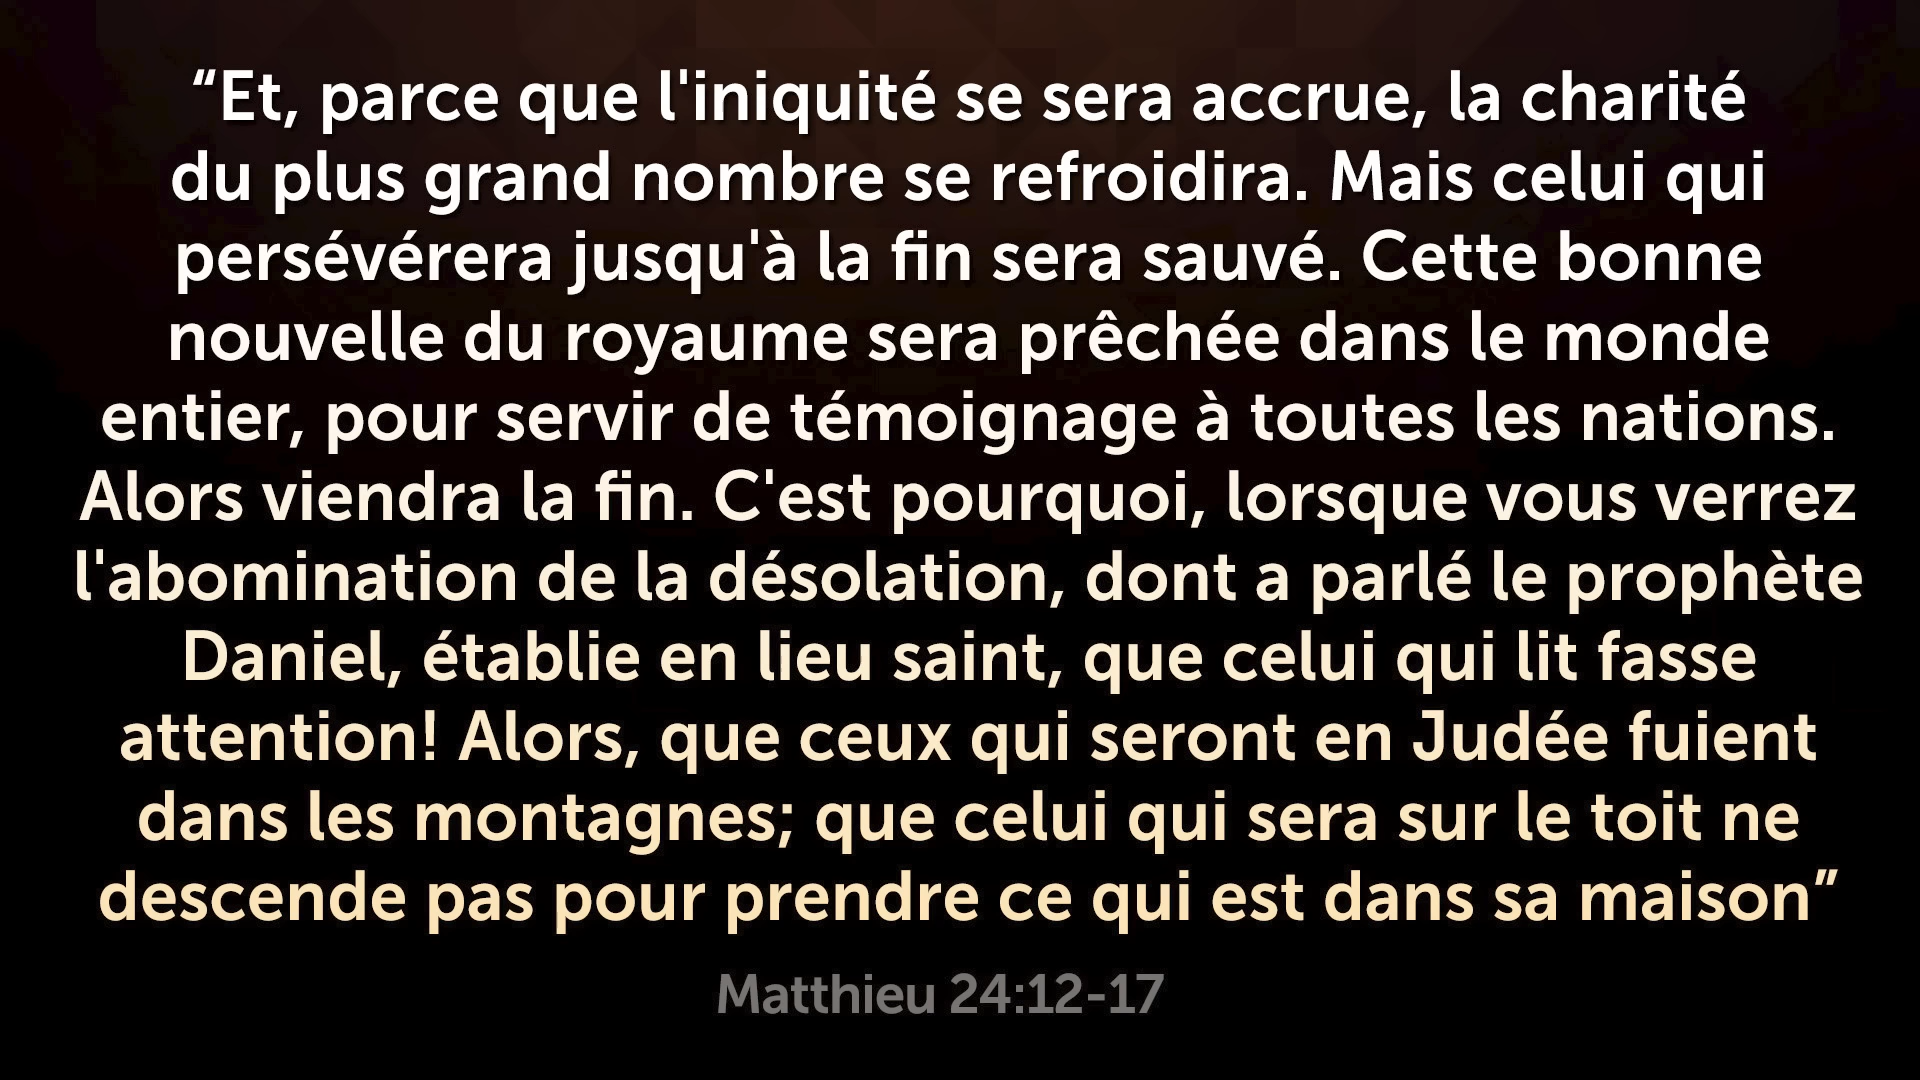 “Et, parce que l'iniquité se sera accrue, la charité
du plus grand nombre se refroidira. Mais celui qui
persévérera jusqu'à la fin sera sauvé. Cette bonne
nouvelle du royaume sera prêchée dans le monde
entier, pour servir de témoignage à toutes les nations.
Alors viendra la fin. C'est pourquoi, lorsque vous verrez
l'abomination de la désolation, dont a parlé le prophète
Daniel, établie en lieu saint, que celui qui lit fasse
attention! Alors, que ceux qui seront en Judée fuient
dans les montagnes; que celui qui sera sur le toit ne
descende pas pour prendre ce qui est dans sa maison”
Matthieu 24:12-17